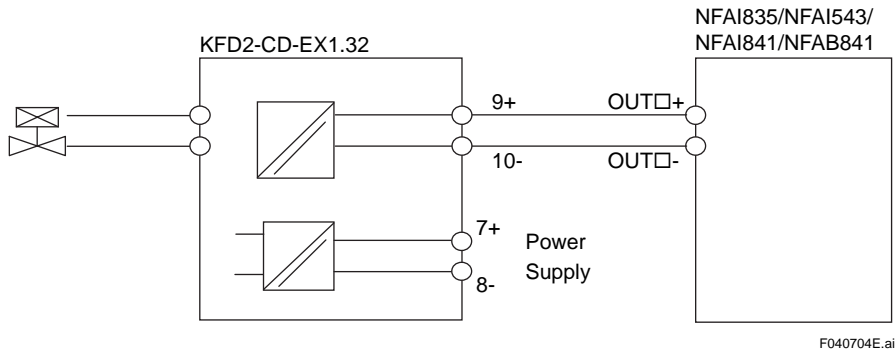 NFAI835/NFAI543/
NFAI841/NFAB841
KFD2-CD-EX1.32
9+
OUT□+
10-
OUT□-
7+
Power
Supply
8-
F040704E.ai